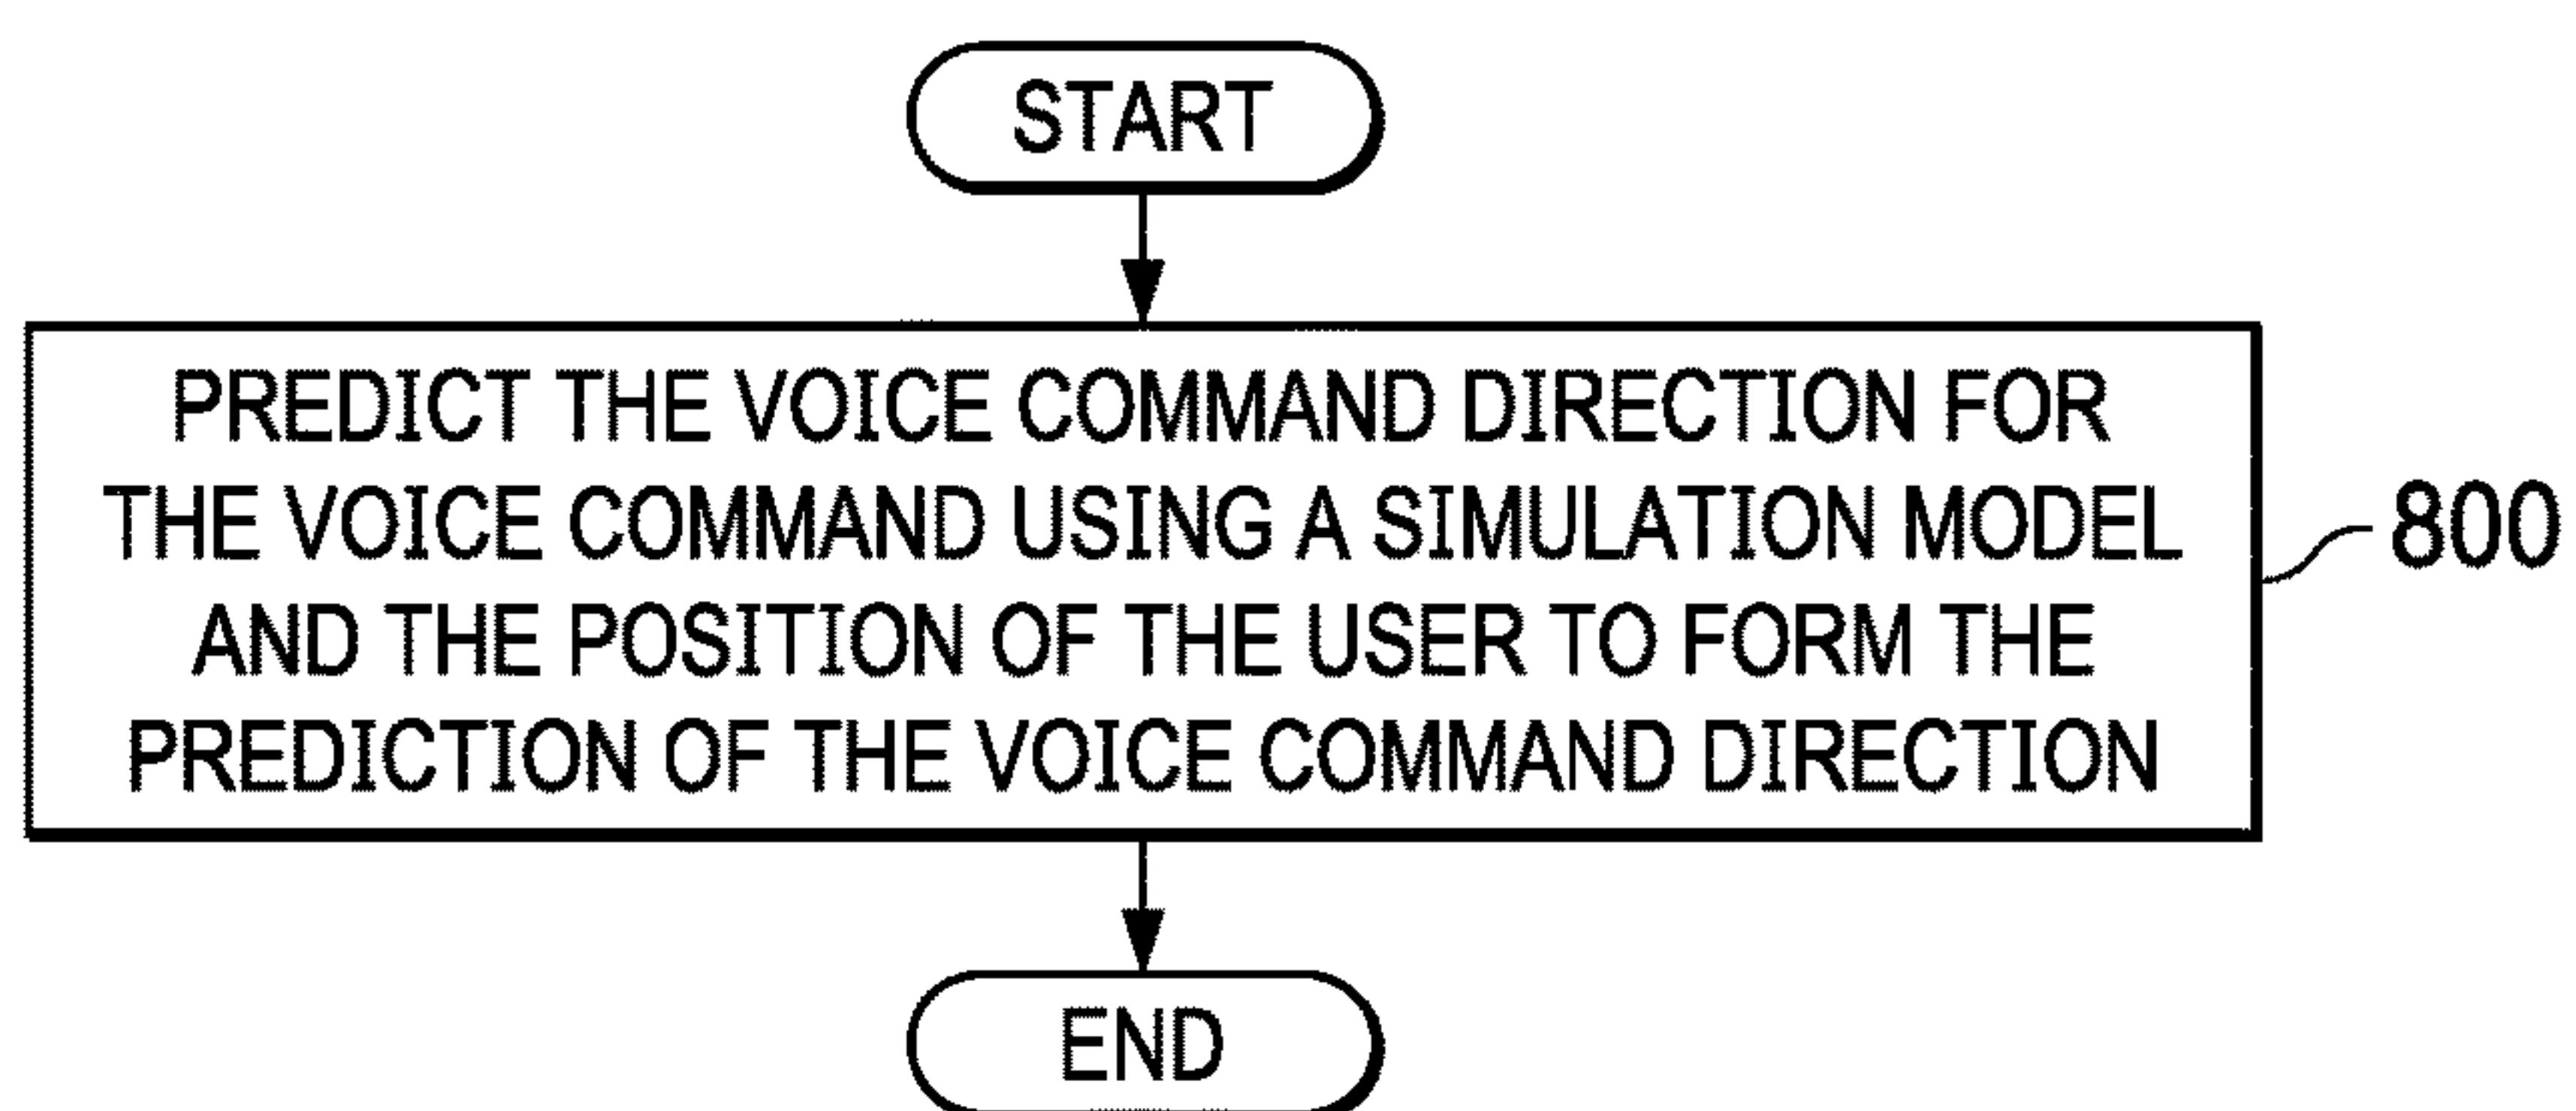 START
PREDICT THE VOICE COMMAND DIRECTION FOR
THE VOICE COMMAND USING A SIMULATION MODEL
AND THE POSITION OF THE USER TO FORM THE
PREDICTION OF THE VOICE COMMAND DIRECTION
800
END